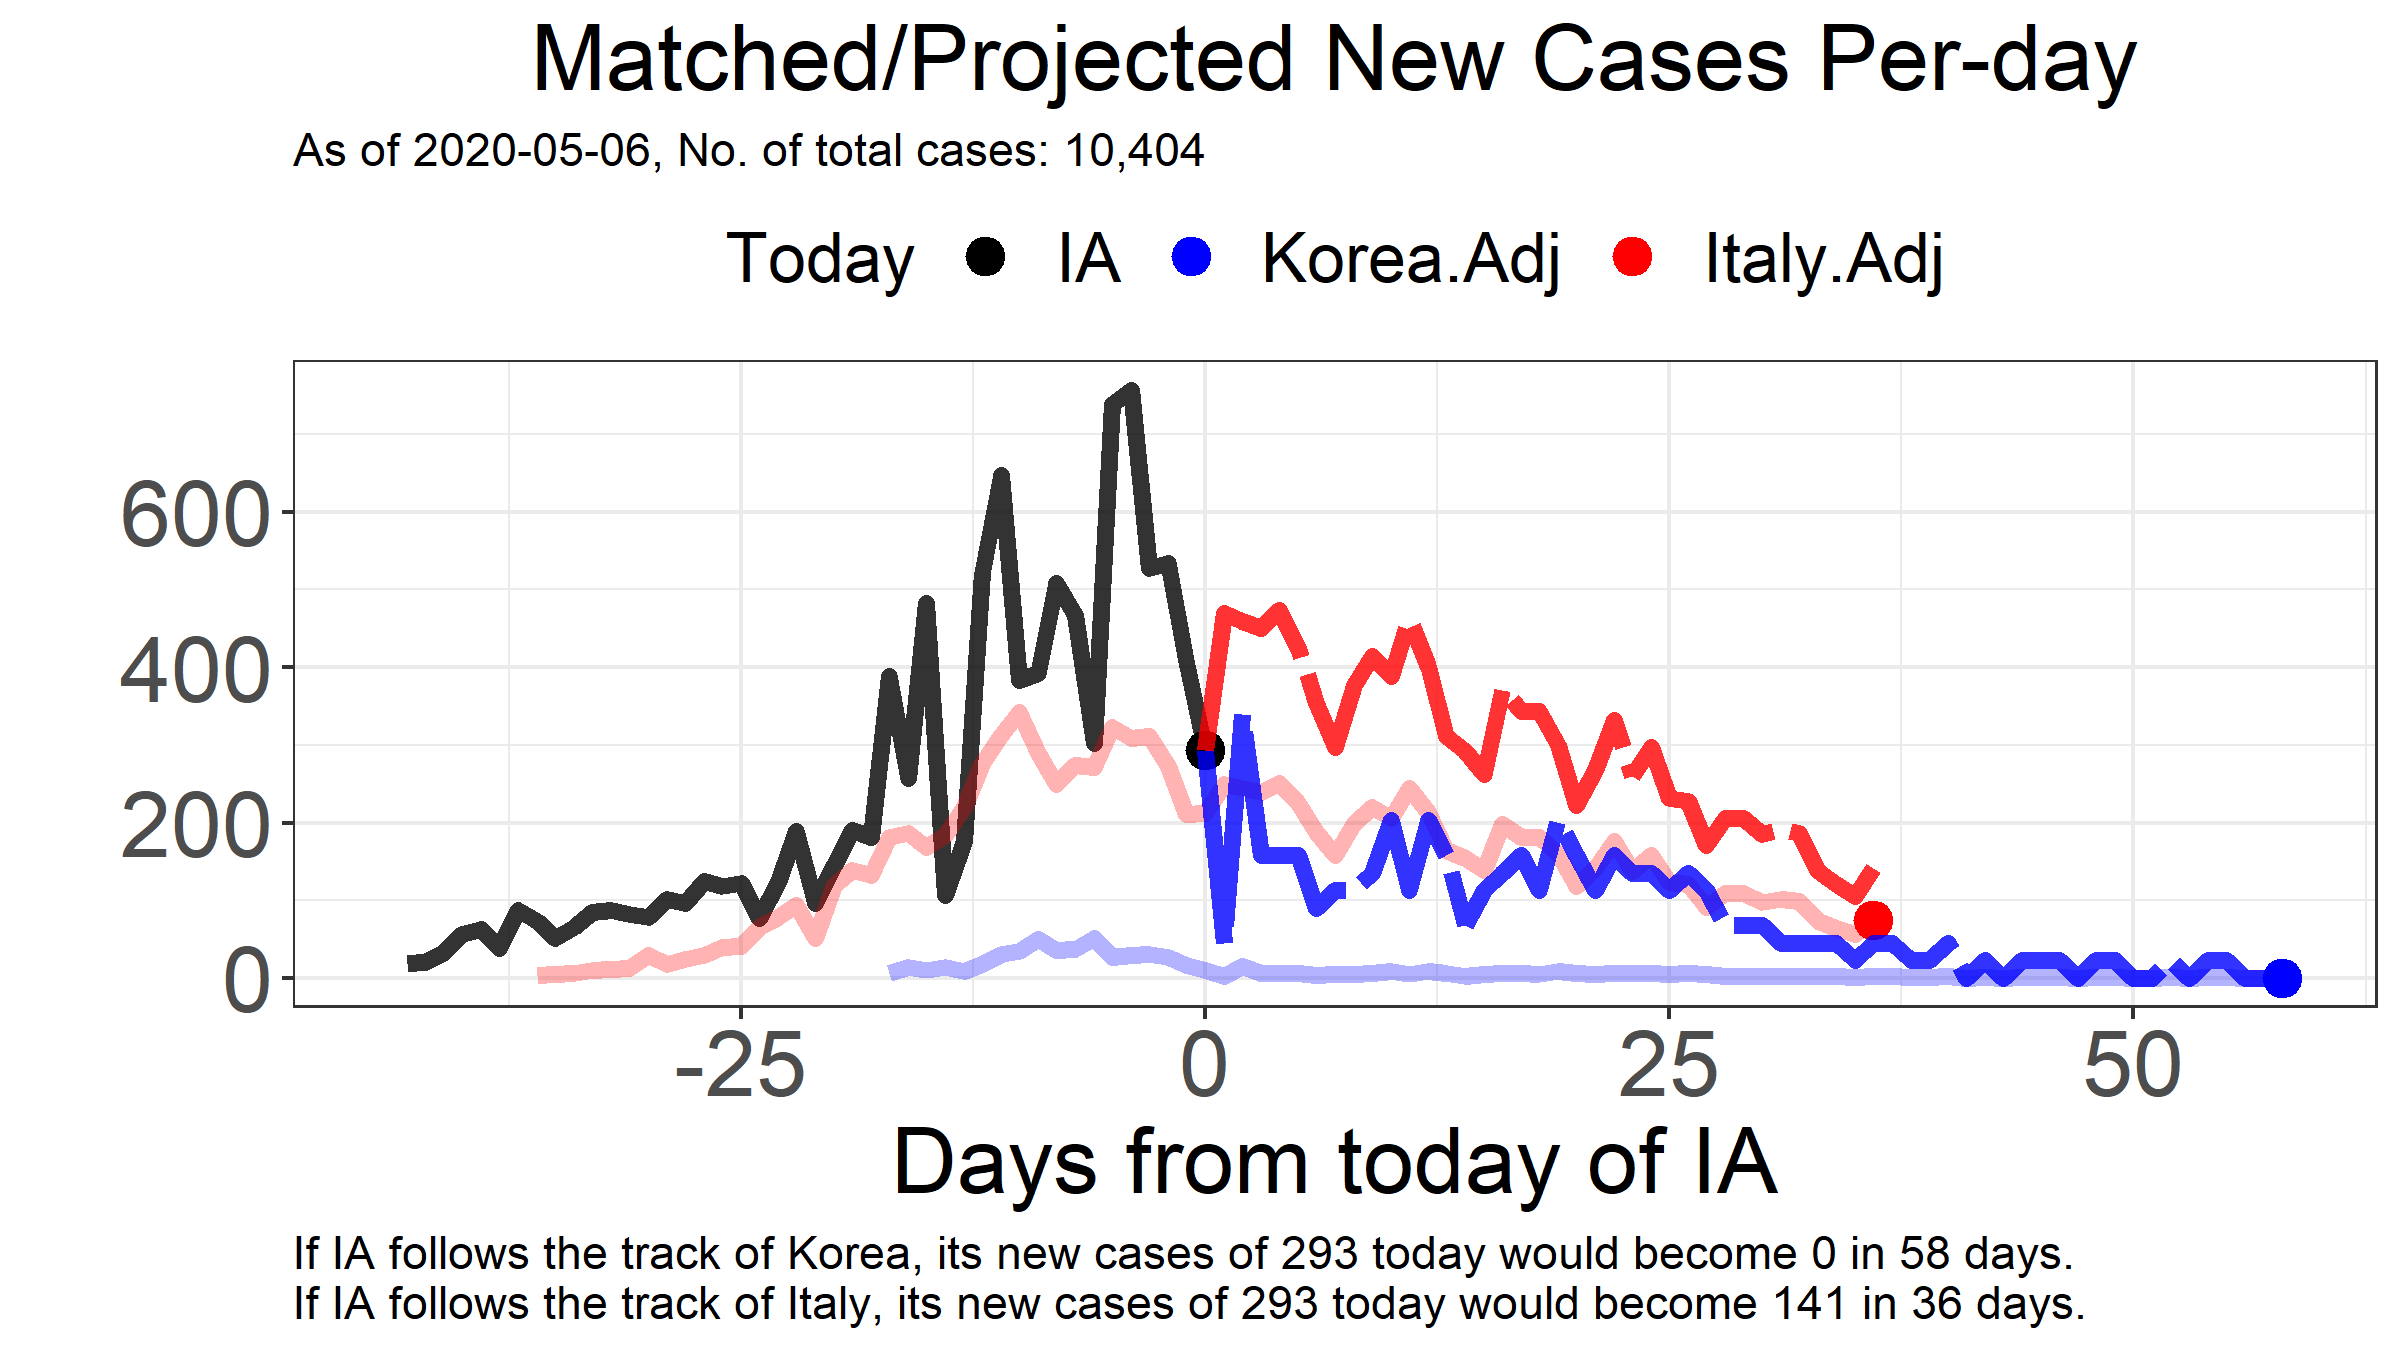 Matched/Projected New Cases Per-day
As of 2020-05-06, No. of total cases: 10,404
Today IA Korea.Adj Italy.Adj
600
400
200
0
-25 0 25 50
Days from today of IA
If IA follows the track of Korea, its new cases of 293 today would become 0 in 58 days.
If IA follows the track of Italy, its new cases of 293 today would become 141 in 36 days.